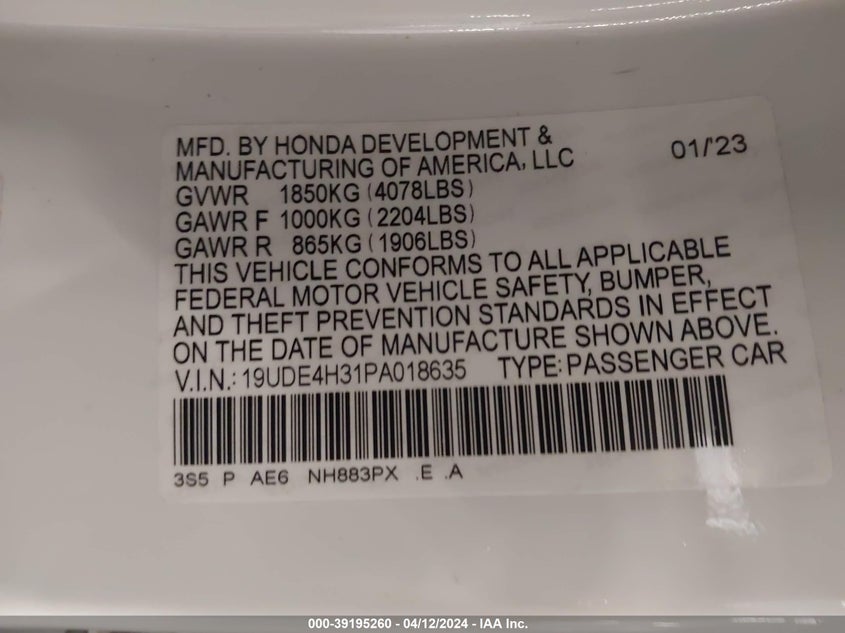 MFD. BY HONDA DEVELOPMENT &
MANUFACTURING OF AMERICA, LLC 01/'23
GVWR 1850KG (4078LBS)
GAWR F 1000KG (2204LBS)
GAWR R 865KG (1906LBS)
THIS VEHICLE CONFORMS TO ALL APPLICABLE
FEDERAL MOTOR VEHICLE SAFETY, BUMPER,
AND THEFT PREVENTION STANDARDS IN EFFECT
ON THE DATE OF MANUFACTURE SHOWN ABOVE.
V.I.N.: 19UDE4H31PA018635 TYPE: PASSENGER CAR
3S5 P AE6 NH883PX .E .A
000-39195260 - 04/12/2024 - IAA Inc.